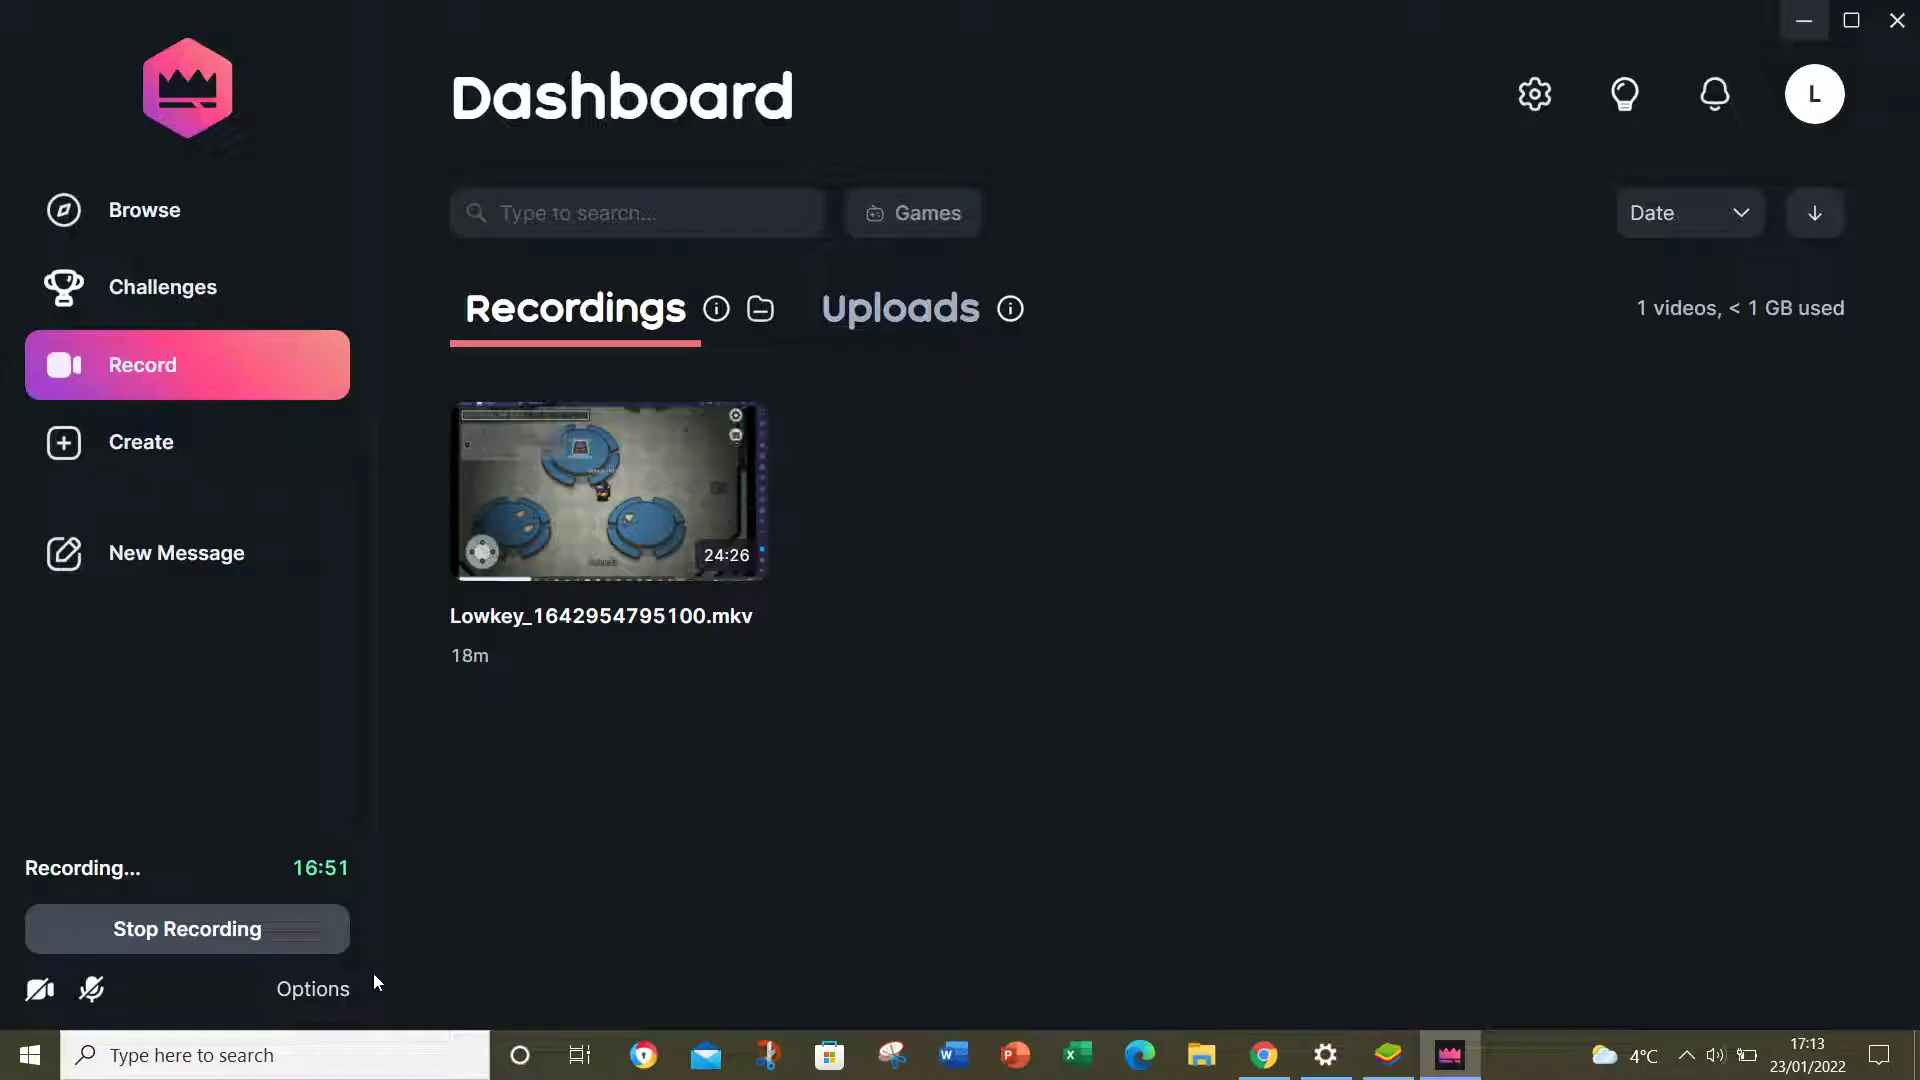 Dashboard
L
Browse
Type to search...
Games
Date
Challenges
Recordings
Uploads
1 videos, < 1 GB used
Record
Create
New Message
24:26
Lowkey_1642954795100.mkv
18m
Recording...
16:51
Stop Recording
Options
Type here to search
4°C
17:13
23/01/2022